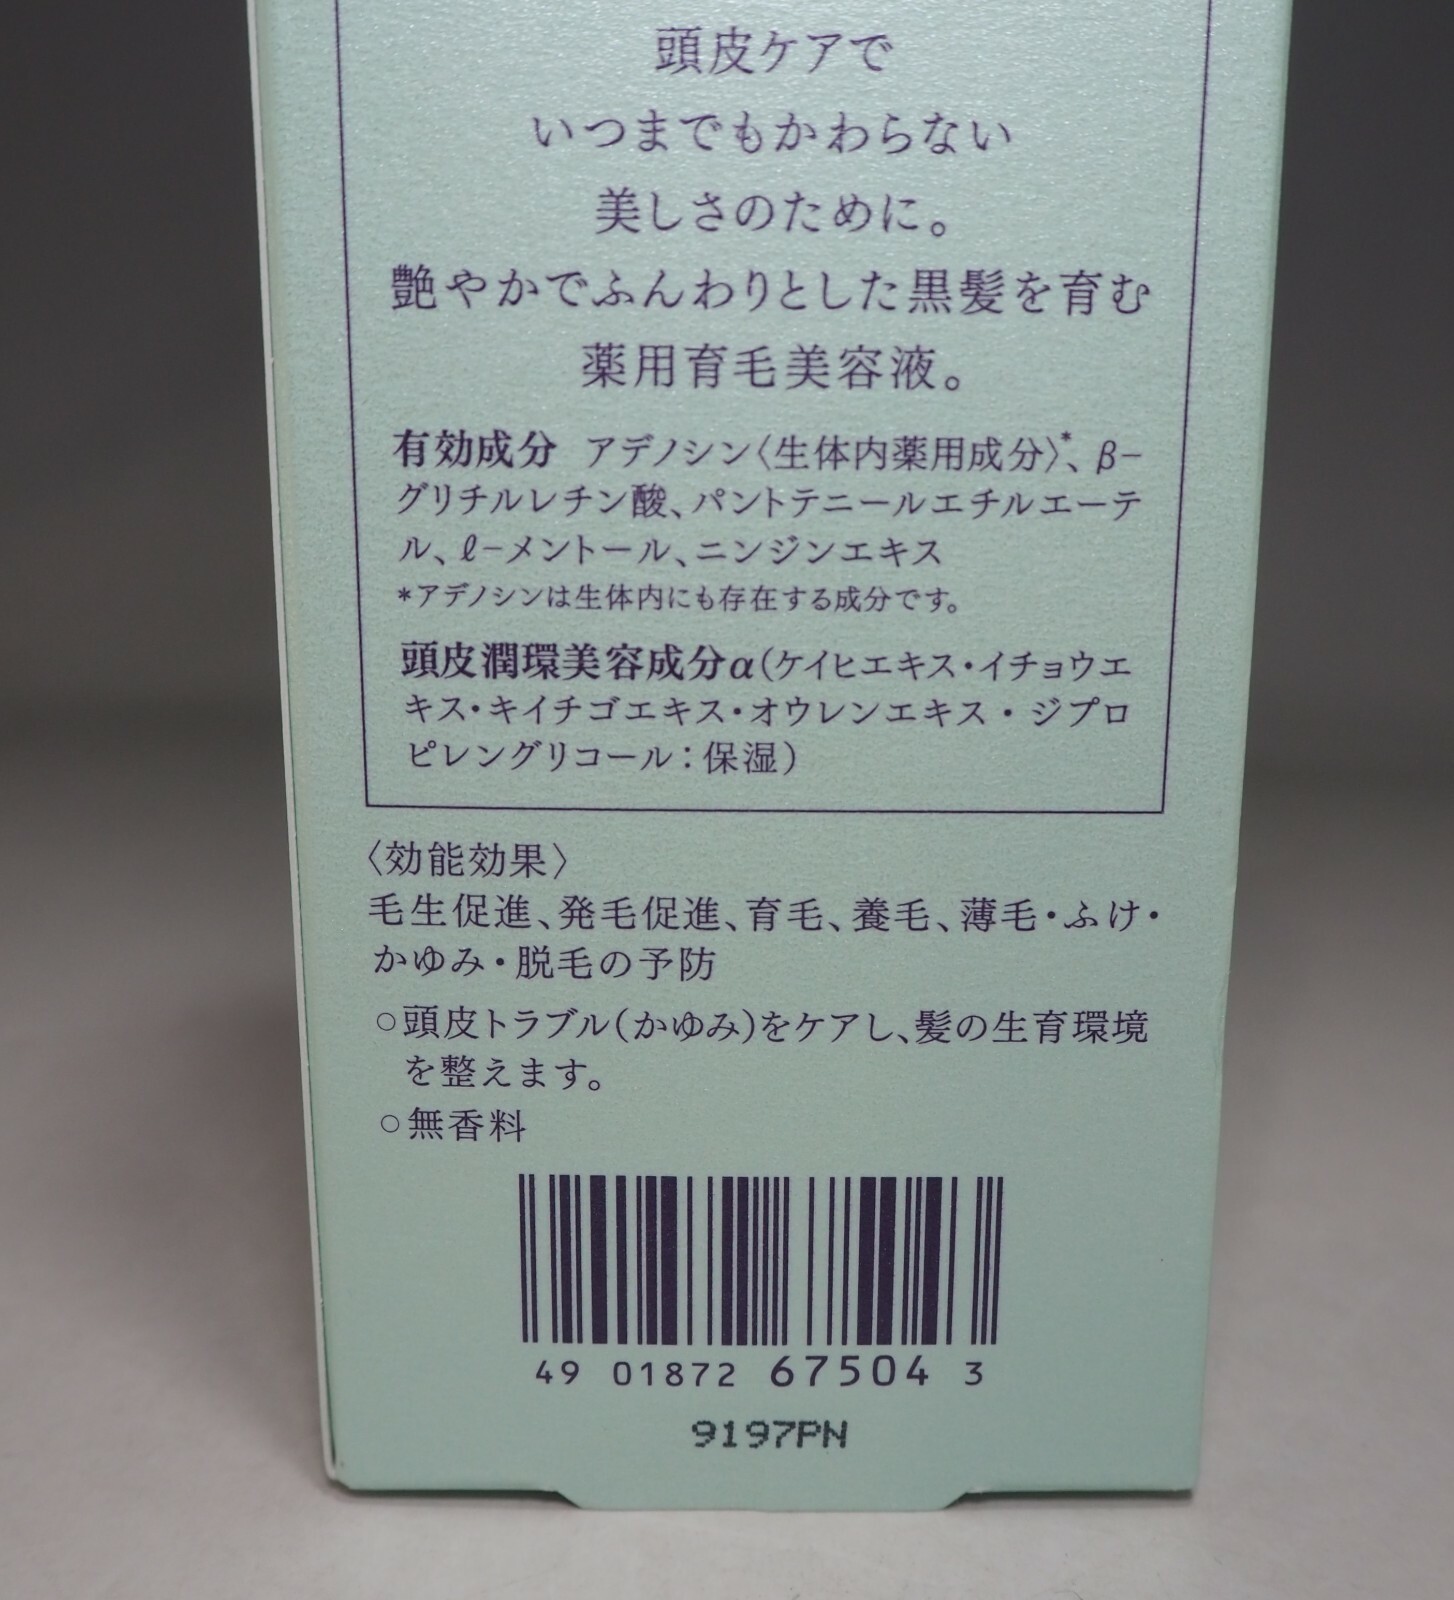 頭皮ケアで
いつまでもかわらない
美しさのために。
艶やかでふんわりとした黒髪を育む
薬用育毛美容液。
有効成分 アデノシン〈生体内薬用成分〉*、β−
グリチルレチン酸、パントテニールエチルエーテ
ル、ℓ−メントール、ニンジンエキス
*アデノシンは生体内にも存在する成分です。
頭皮潤環美容成分α(ケイヒエキス・イチョウエ
キス・キイチゴエキス・オウレンエキス・ジプロ
ピレングリコール:保湿)
〈効能効果〉
毛生促進、発毛促進、育毛、養毛、薄毛・ふけ・
かゆみ・脱毛の予防
○頭皮トラブル(かゆみ)をケアし、髪の生育環境
を整えます。
○無香料
49 01872 67504 3
9197PN